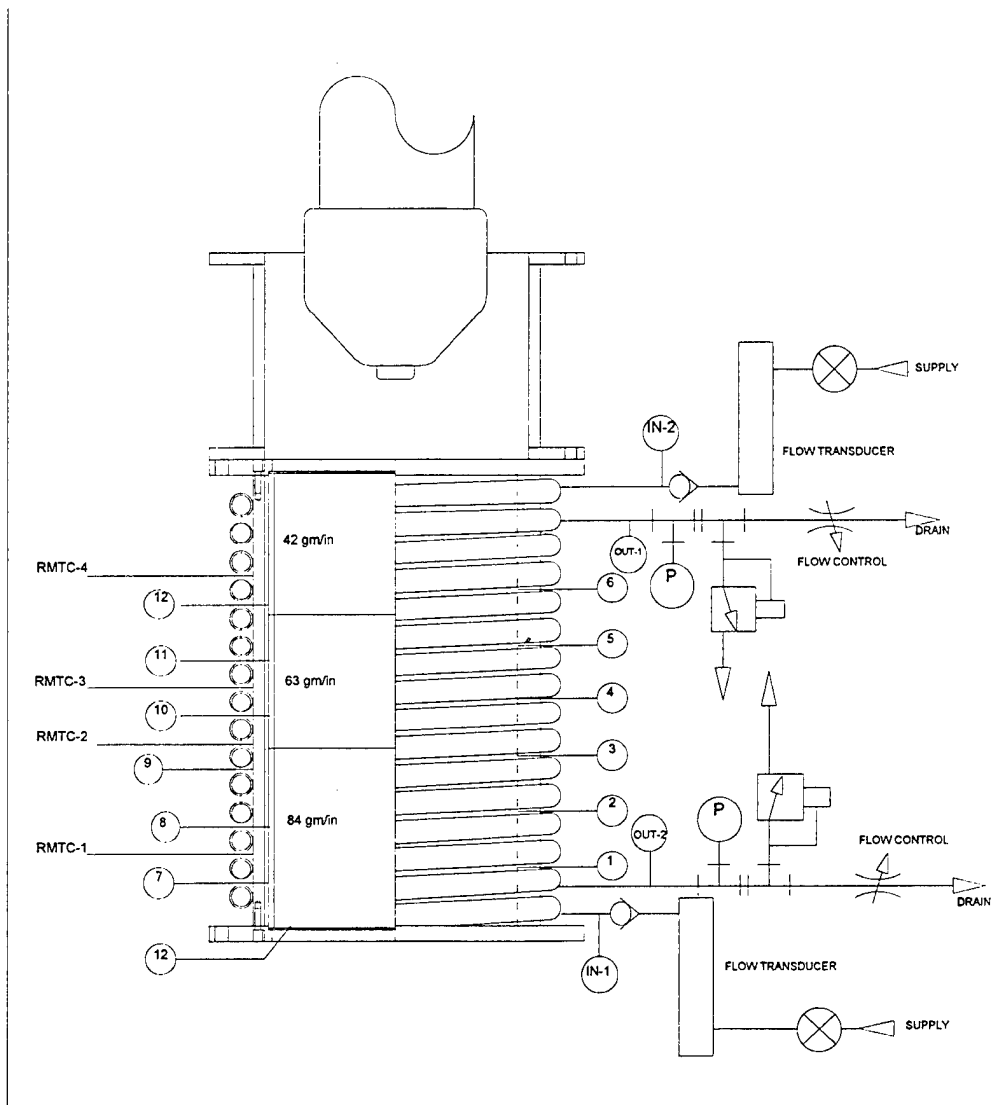 SUPPLY
IN-2
FLOW TRANSDUCER
42 gm/in
DRAIN
OUT-1
FLOW CONTROL
RMTC-4
P
6
12
5
11
63 gm/in
RMTC-3
4
10
RMTC-2
3
9
2
P
84 gm/in
8
OUT-2
FLOW CONTROL
RMTC-1
1
7
DRAIN
12
IN-1
FLOW TRANSDUCER
SUPPLY